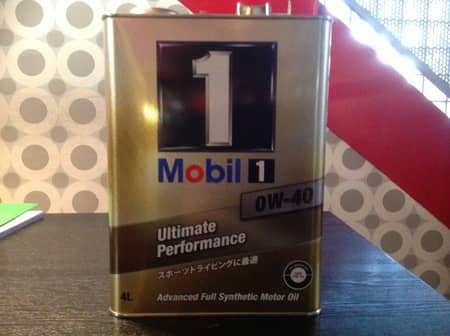 1
Mobil 1
0W-40
Ultimate
Performance
スポーツドライビングに最適
4L
Advanced Full Synthetic Motor Oil